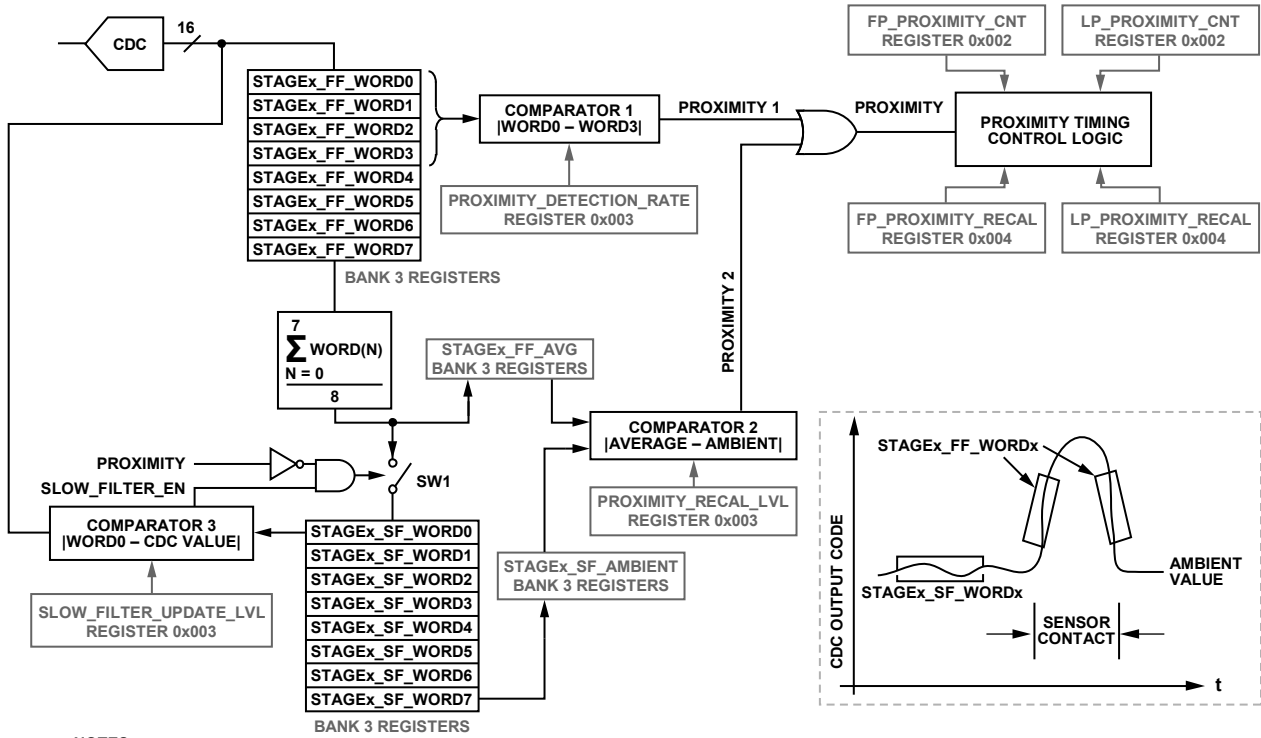 CDC
16
STAGEx_FF_WORD0
STAGEx_FF_WORD1
STAGEx_FF_WORD2
STAGEx_FF_WORD3
STAGEx_FF_WORD4
STAGEx_FF_WORD5
STAGEx_FF_WORD6
STAGEx_FF_WORD7
BANK 3 REGISTERS
COMPARATOR 1
|WORD0 – WORD3|
PROXIMITY_DETECTION_RATE
REGISTER 0x003
PROXIMITY 1
PROXIMITY
FP_PROXIMITY_CNT
REGISTER 0x002
LP_PROXIMITY_CNT
REGISTER 0x002
PROXIMITY TIMING
CONTROL LOGIC
FP_PROXIMITY_RECAL
REGISTER 0x004
LP_PROXIMITY_RECAL
REGISTER 0x004
PROXIMITY 2
7
Σ WORD(N)
N = 0
8
STAGEx_FF_AVG
BANK 3 REGISTERS
COMPARATOR 2
|AVERAGE – AMBIENT|
PROXIMITY_RECAL_LVL
REGISTER 0x003
PROXIMITY
SLOW_FILTER_EN
SW1
COMPARATOR 3
|WORD0 – CDC VALUE|
SLOW_FILTER_UPDATE_LVL
REGISTER 0x003
STAGEx_SF_WORD0
STAGEx_SF_WORD1
STAGEx_SF_WORD2
STAGEx_SF_WORD3
STAGEx_SF_WORD4
STAGEx_SF_WORD5
STAGEx_SF_WORD6
STAGEx_SF_WORD7
BANK 3 REGISTERS
STAGEx_SF_AMBIENT
BANK 3 REGISTERS
CDC OUTPUT CODE
STAGEx_FF_WORDx
STAGEx_SF_WORDx
AMBIENT
VALUE
SENSOR
CONTACT
t